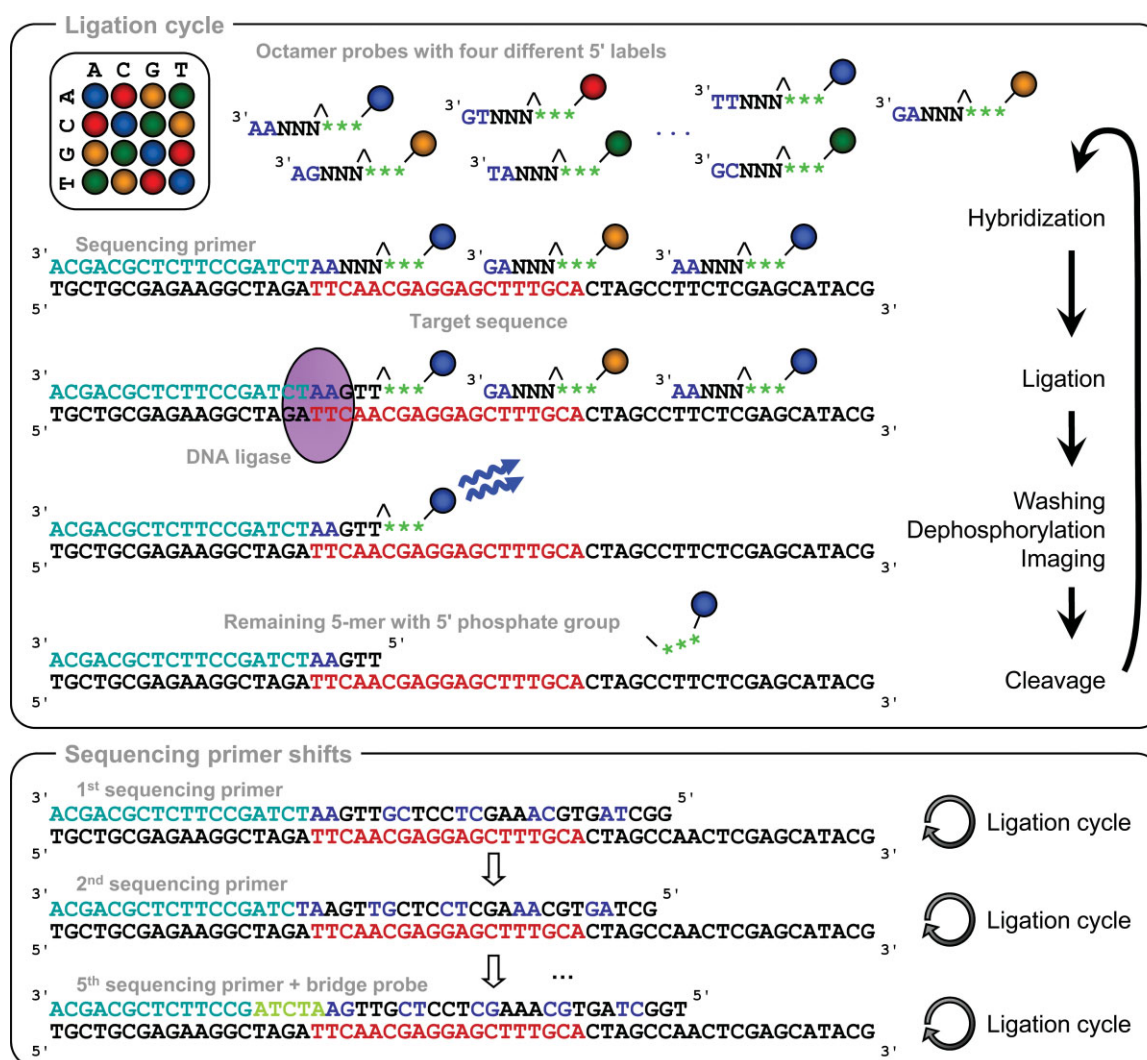 Ligation cycle
Octamer probes with four different 5' labels
A C G T
A
C
G
T
3' AANNN^***
3' GTNNN^***
3' TTNNN^***
3' GANNN^***
3' AGNNN^***
3' TANNN^***
...
3' GCNNN^***
Hybridization
Sequencing primer
3' ACGACGCTCTTCCGATCTAANNN^*** GANNN^*** AANNN^***
5' TGCTGCGAGAAGGCTAGATTCAACGAGGAGCTTTGCACTAGCCTTCTCGAGCATACG 3'
Target sequence
Ligation
3' ACGACGCTCTTCCGATCTAAGTT^*** GANNN^*** AANNN^***
5' TGCTGCGAGAAGGCTAGATTCAACGAGGAGCTTTGCACTAGCCTTCTCGAGCATACG 3'
DNA ligase
Washing
Dephosphorylation
Imaging
3' ACGACGCTCTTCCGATCTAAGTT^***
5' TGCTGCGAGAAGGCTAGATTCAACGAGGAGCTTTGCACTAGCCTTCTCGAGCATACG 3'
Remaining 5-mer with 5' phosphate group
***
3' ACGACGCTCTTCCGATCTAAGTT 5'
5' TGCTGCGAGAAGGCTAGATTCAACGAGGAGCTTTGCACTAGCCTTCTCGAGCATACG 3'
Cleavage
Sequencing primer shifts
1st sequencing primer
3' ACGACGCTCTTCCGATCTAAGTTGCTCCTCGAAACGTGATCGG 5'
5' TGCTGCGAGAAGGCTAGATTCAACGAGGAGCTTTGCACTAGCCAACTCGAGCATACG 3'
Ligation cycle
2nd sequencing primer
3' ACGACGCTCTTCCGATCTAAGTTGCTCCTCGAAACGTGATCG 5'
5' TGCTGCGAGAAGGCTAGATTCAACGAGGAGCTTTGCACTAGCCAACTCGAGCATACG 3'
Ligation cycle
...
5th sequencing primer + bridge probe
3' ACGACGCTCTTCCGATCTAAGTTGCTCCTCGAAACGTGATCGGT 5'
5' TGCTGCGAGAAGGCTAGATTCAACGAGGAGCTTTGCACTAGCCAACTCGAGCATACG 3'
Ligation cycle